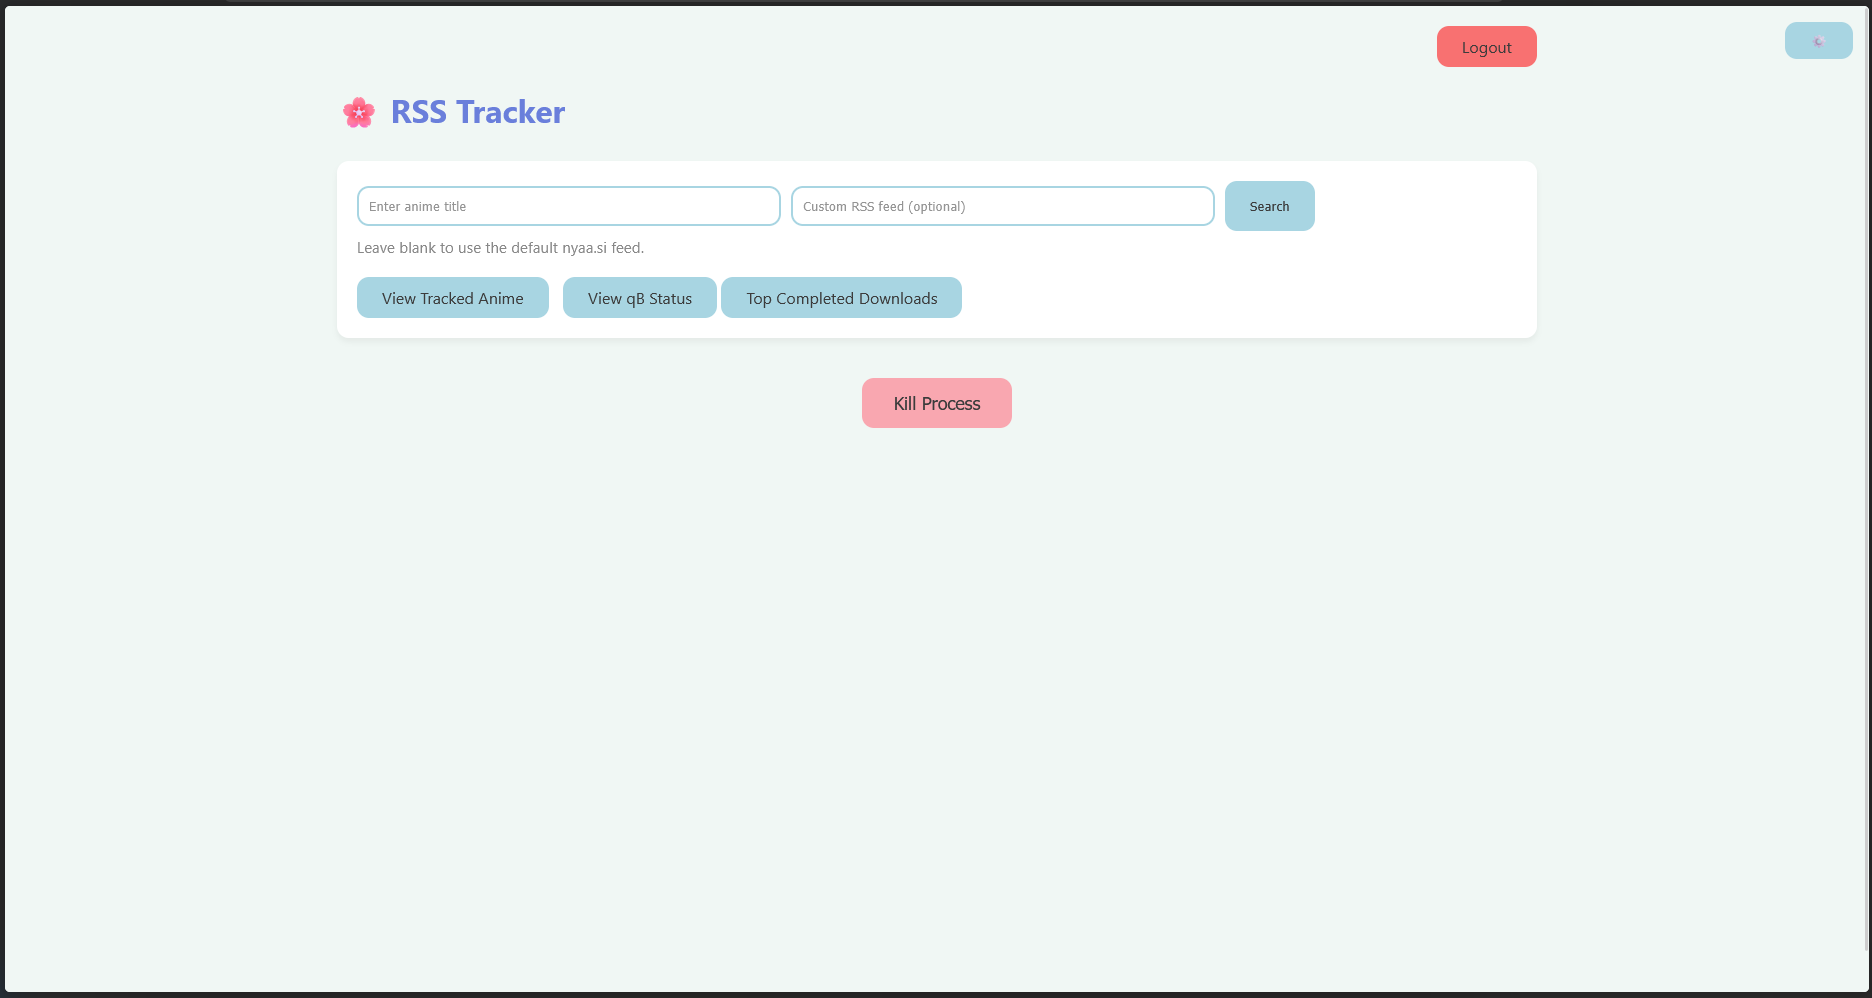 Logout
RSS Tracker
Enter anime title
Custom RSS feed (optional)
Search
Leave blank to use the default nyaa.si feed.
View Tracked Anime
View qB Status
Top Completed Downloads
Kill Process